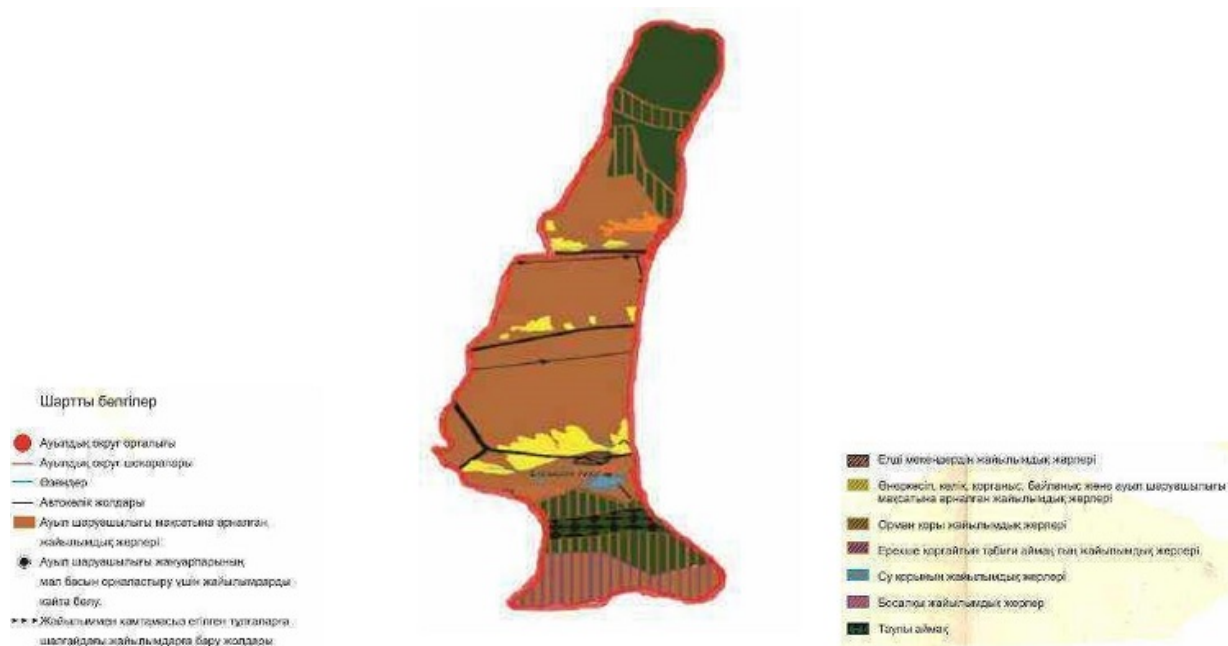 Шартты белгілер
Ауылдық округ орталығы
Ауылдық округ шекаралары
Өзендер
Автокөлік жолдары
Ауыл шаруашылығы мақсатына арналған
жайылымдық жерлері
Ауыл шаруашылығы жануарларының
мал басын орналастыру үшін жайылымдарды
қайта бөлу.
Жайылыммен қамтамасыз етілген тұлғаларға
шалғайдағы жайылымдарға бару жолдары
Елді мекендердің жайылымдық жерлері
Өнеркәсіп, көлік, қорғаныс, байланыс және ауыл шаруашылығы
мақсатына арналған жайылымдық жерлері
Орман қоры жайылымдық жерлері
Ерекше қорғайтын табиғи аймақ тың жайылымдық жерлері
Су қорының жайылымдық жерлері
Босалқы жайылымдық жерлер
Таулы аймақ